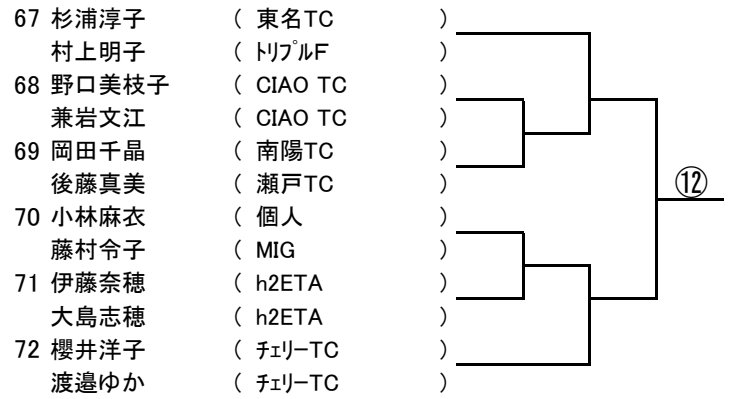 67 杉浦淳子 ( 東名TC )
村上明子 ( ﾄﾘﾌﾟﾙF )
68 野口美枝子 ( CIAO TC )
兼岩文江 ( CIAO TC )
69 岡田千晶 ( 南陽TC )
後藤真美 ( 瀬戸TC )
⑫
70 小林麻衣 ( 個人 )
藤村令子 ( MIG )
71 伊藤奈穂 ( h2ETA )
大島志穂 ( h2ETA )
72 櫻井洋子 ( ﾁｪﾘｰTC )
渡邉ゆか ( ﾁｪﾘｰTC )